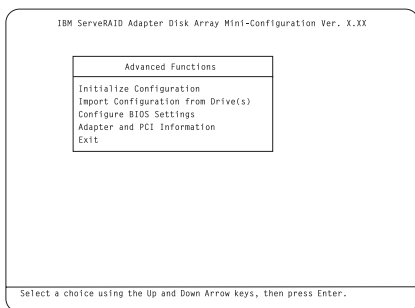 IBM ServeRAID Adapter Disk Array Mini-Configuration Ver. X.XX
Advanced Functions
Initialize Configuration
Import Configuration from Drive(s)
Configure BIOS Settings
Adapter and PCI Information
Exit
Select a choice using the Up and Down Arrow keys, then press Enter.